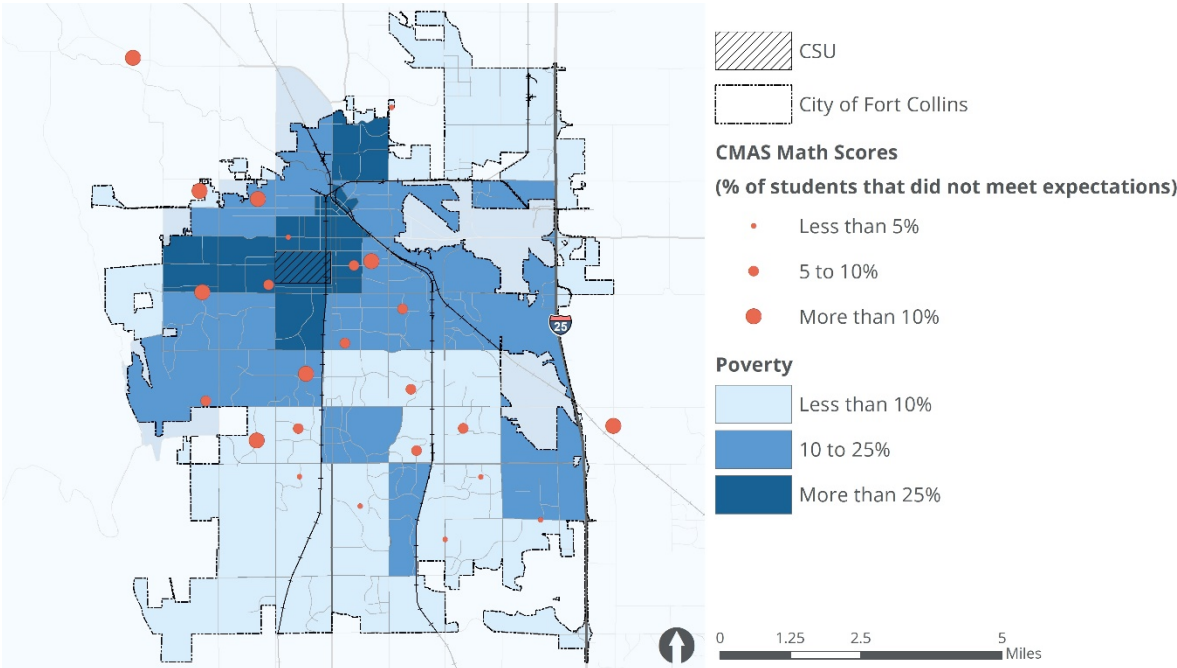 CSU
City of Fort Collins
CMAS Math Scores
(% of students that did not meet expectations)
Less than 5%
5 to 10%
More than 10%
25
Poverty
Less than 10%
10 to 25%
More than 25%
0 1.25 2.5 5
Miles